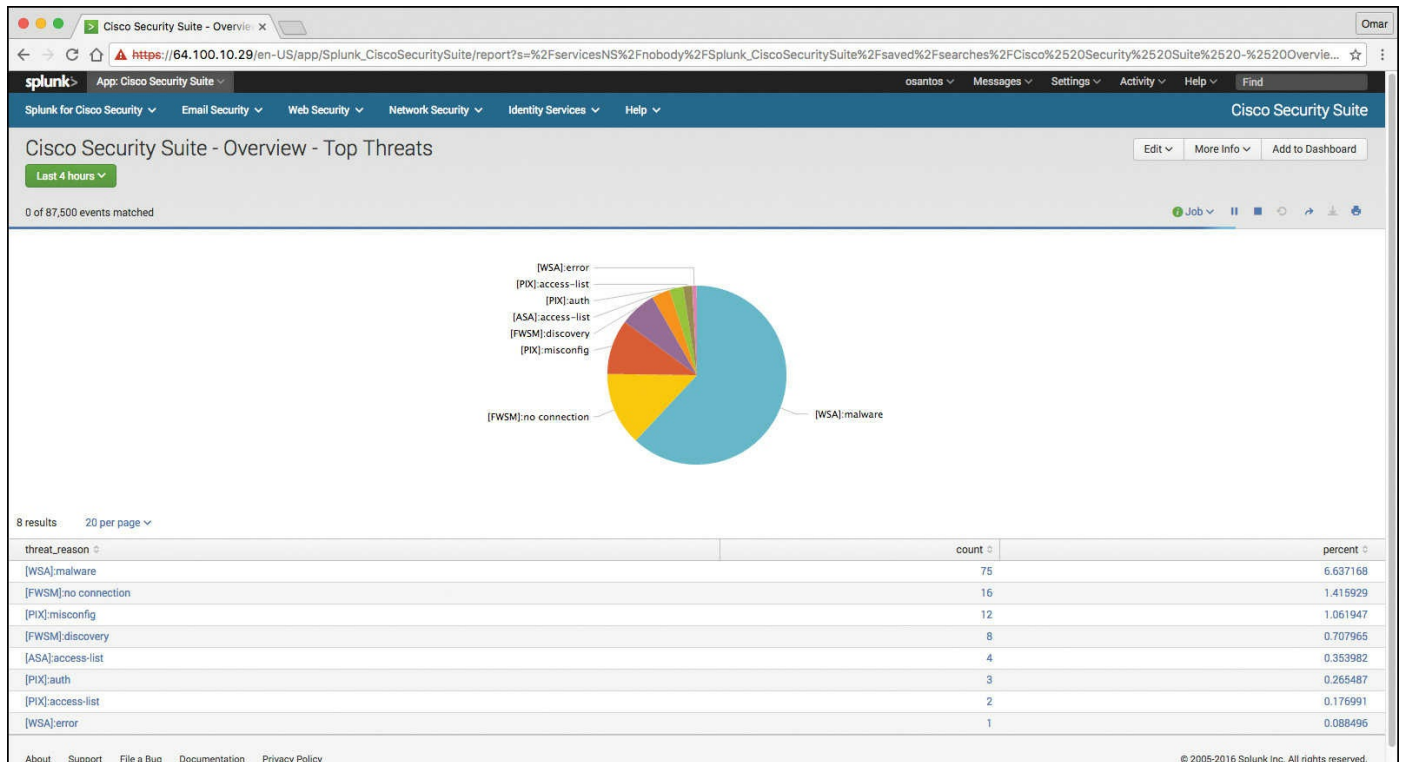 Cisco Security Suite - Overvie
Omar
https://64.100.10.29/en-US/app/Splunk_CiscoSecuritySuite/report?s=%2FservicesNS%2Fnobody%2FSplunk_CiscoSecuritySuite%2Fsaved%2Fsearches%2FCisco%2520Security%2520Suite%2520-%2520Overvie...
splunk> App: Cisco Security Suite osantos Messages Settings Activity Help Find
Splunk for Cisco Security Email Security Web Security Network Security Identity Services Help Cisco Security Suite
Cisco Security Suite - Overview - Top Threats
Edit More Info Add to Dashboard
Last 4 hours
0 of 87,500 events matched
Job
[WSA]:error
[PIX]:access-list
[PIX]:auth
[ASA]:access-list
[FWSM]:discovery
[PIX]:misconfig
[FWSM]:no connection
[WSA]:malware
8 results 20 per page
threat_reason count percent
[WSA]:malware 75 6.637168
[FWSM]:no connection 16 1.415929
[PIX]:misconfig 12 1.061947
[FWSM]:discovery 8 0.707965
[ASA]:access-list 4 0.353982
[PIX]:auth 3 0.265487
[PIX]:access-list 2 0.176991
[WSA]:error 1 0.088496
About Support File a Bug Documentation Privacy Policy © 2005-2016 Splunk Inc. All rights reserved.